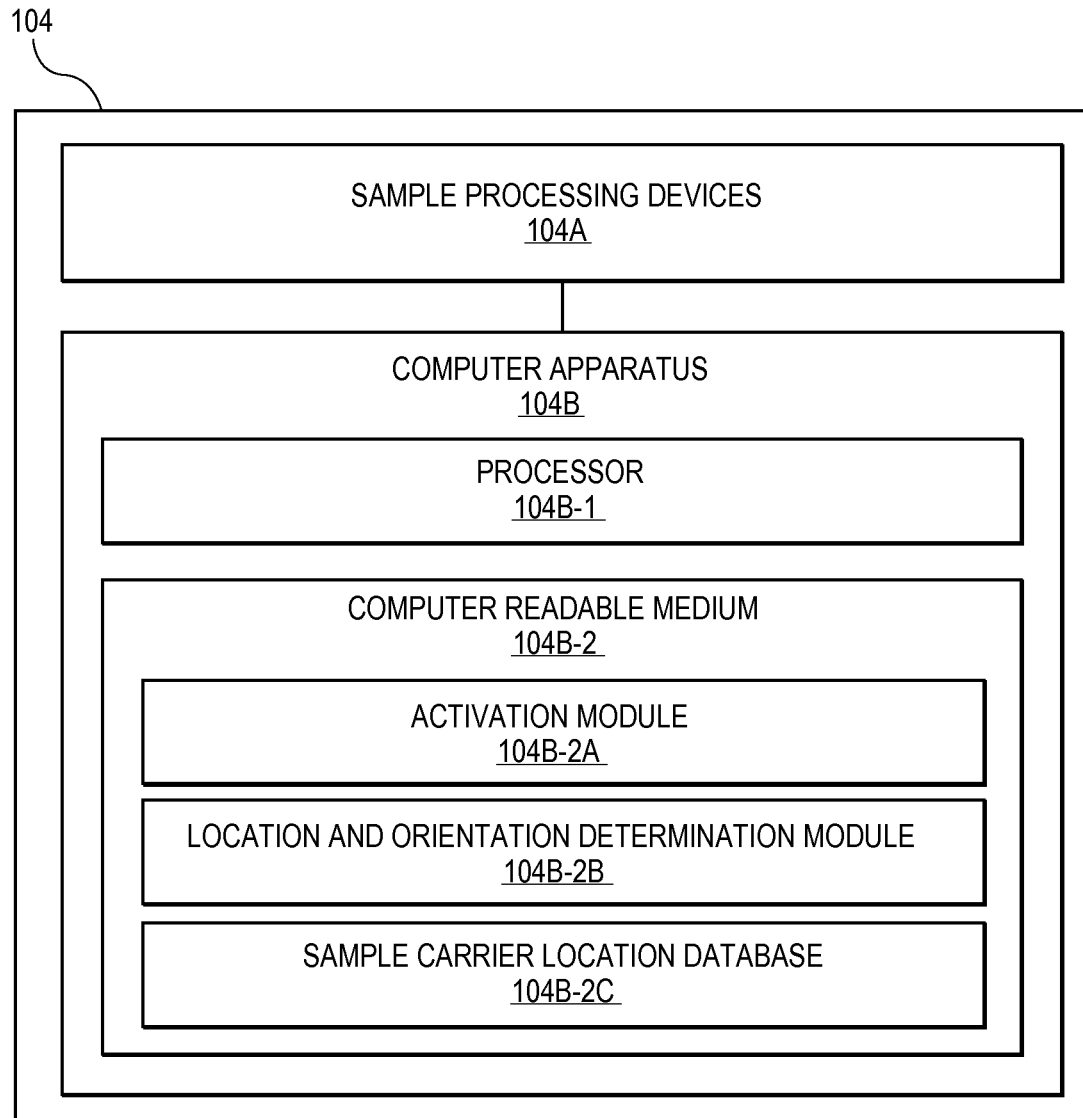 104
SAMPLE PROCESSING DEVICES
104A
COMPUTER APPARATUS
104B
PROCESSOR
104B-1
COMPUTER READABLE MEDIUM
104B-2
ACTIVATION MODULE
104B-2A
LOCATION AND ORIENTATION DETERMINATION MODULE
104B-2B
SAMPLE CARRIER LOCATION DATABASE
104B-2C